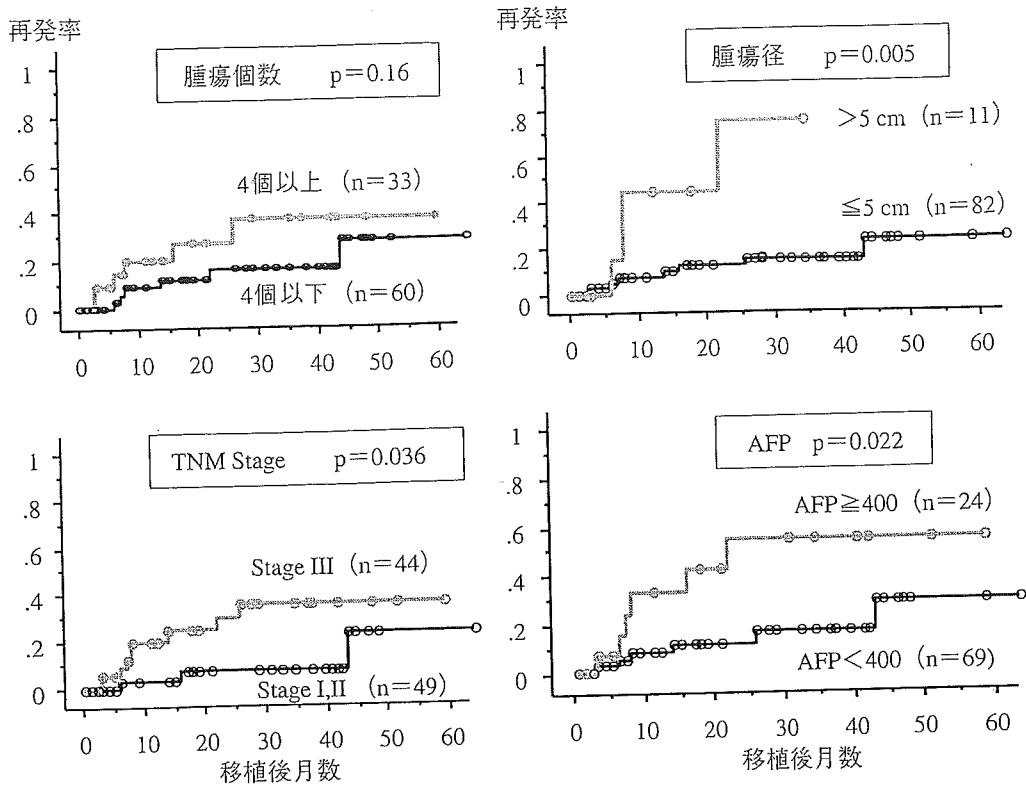 再発率
腫瘍個数 p=0.16
1
.8
.6
.4
.2
0
4個以上（n=33）
4個以下（n=60）
0 10 20 30 40 50 60
再発率
腫瘍径 p=0.005
1
.8
.6
.4
.2
0
>5 cm（n=11）
≦5 cm（n=82）
0 10 20 30 40 50 60
TNM Stage p=0.036
1
.8
.6
.4
.2
0
Stage III（n=44）
Stage I,II（n=49）
0 10 20 30 40 50 60
移植後月数
AFP p=0.022
1
.8
.6
.4
.2
0
AFP≧400（n=24）
AFP<400（n=69）
0 10 20 30 40 50 60
移植後月数